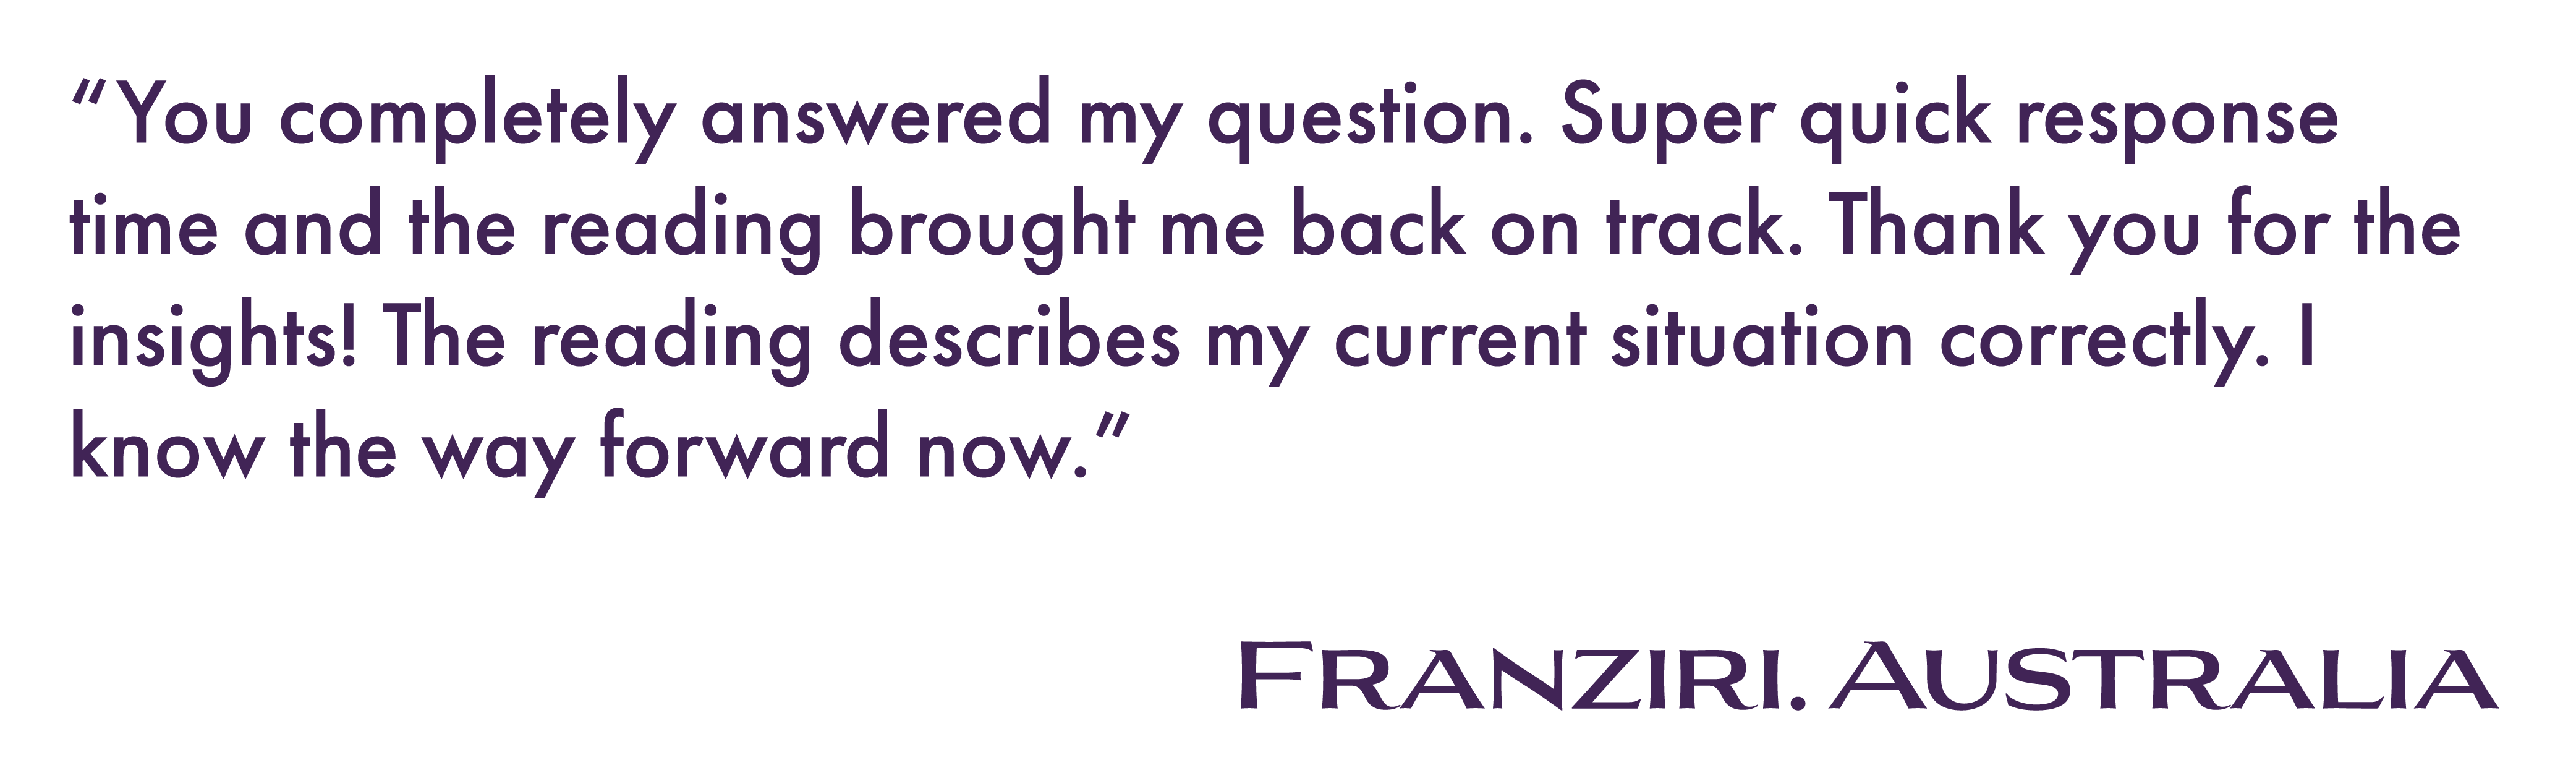 “You completely answered my question. Super quick response
time and the reading brought me back on track. Thank you for the
insights! The reading describes my current situation correctly. I
know the way forward now.”
Franziri. Australia